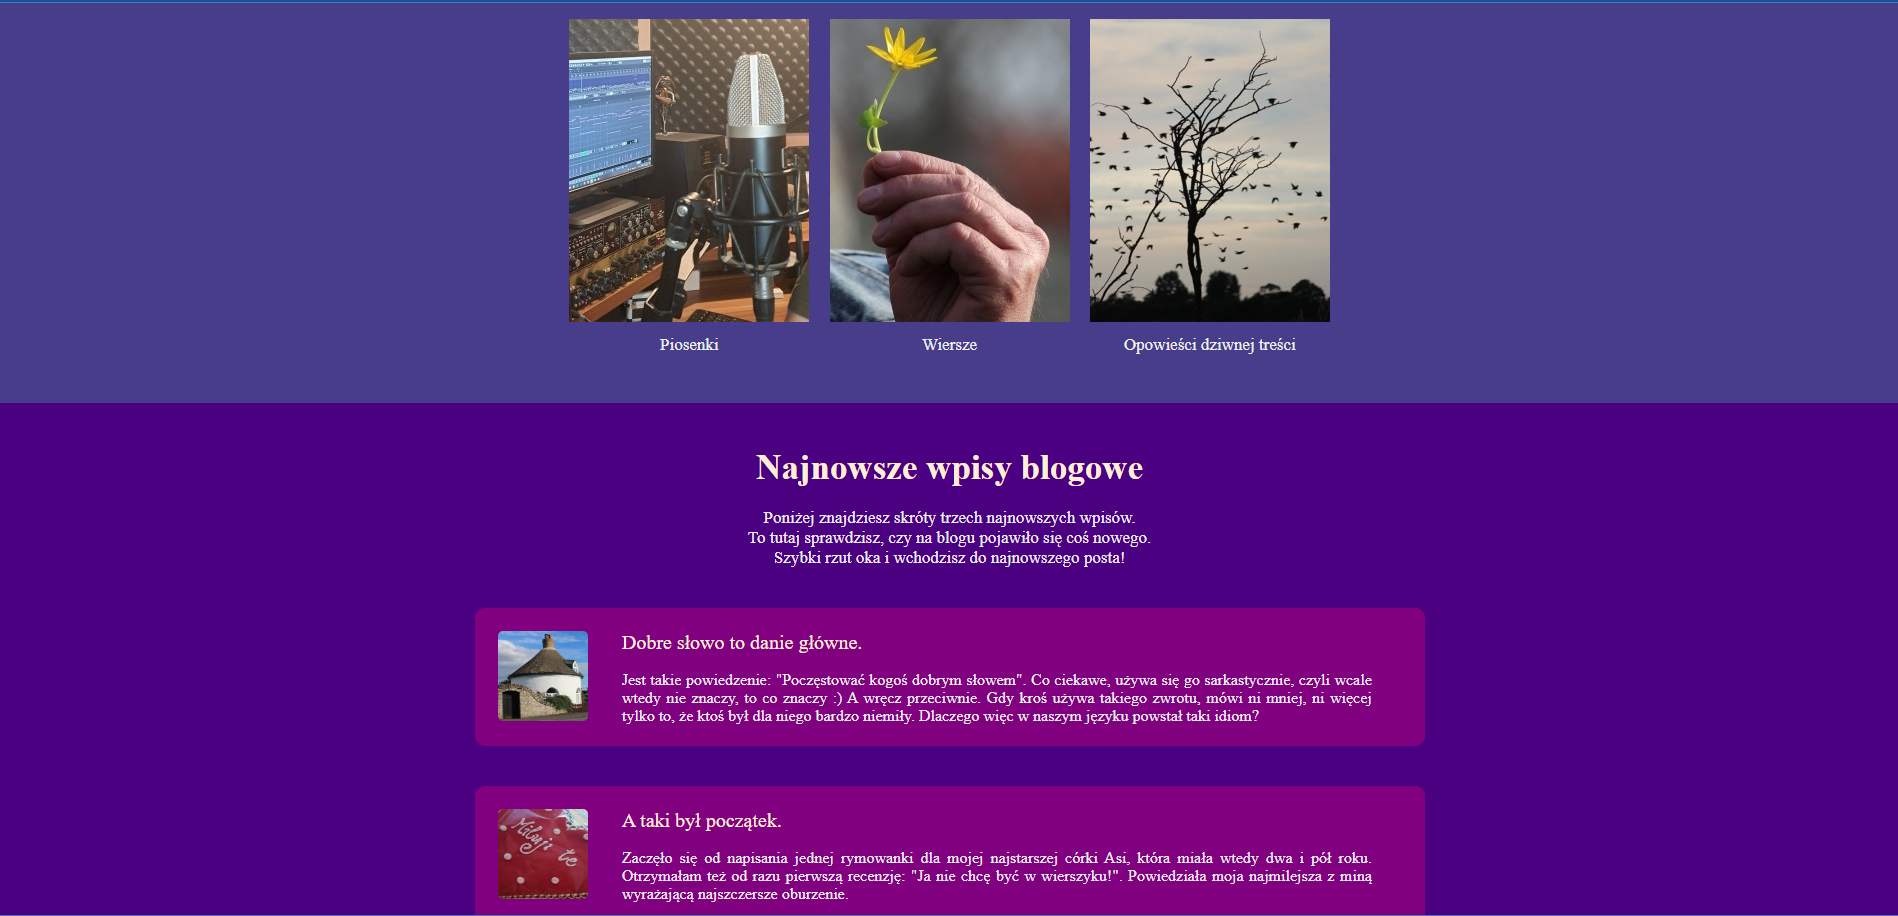 Piosenki
Wiersze
Opowieści dziwnej treści
Najnowsze wpisy blogowe
Poniżej znajdziesz skróty trzech najnowszych wpisów.
To tutaj sprawdzisz, czy na blogu pojawiło się coś nowego.
Szybki rzut oka i wchodzisz do najnowszego posta!
Dobre słowo to danie główne.
Jest takie powiedzenie: "Poczęstować kogoś dobrym słowem". Co ciekawe, używa się go sarkastycznie, czyli wcale
wtedy nie znaczy, to co znaczy :) A wręcz przeciwnie. Gdy kroś używa takiego zwrotu, mówi ni mniej, ni więcej
tylko to, że ktoś był dla niego bardzo niemiły. Dlaczego więc w naszym języku powstał taki idiom?
A taki był początek.
Miluji te
Zaczęło się od napisania jednej rymowanki dla mojej najstarszej córki Asi, która miała wtedy dwa i pół roku.
Otrzymałam też od razu pierwszą recenzję: "Ja nie chcę być w wierszyku!". Powiedziała moja najmilejsza z miną
wyrażającą najszczersze oburzenie.